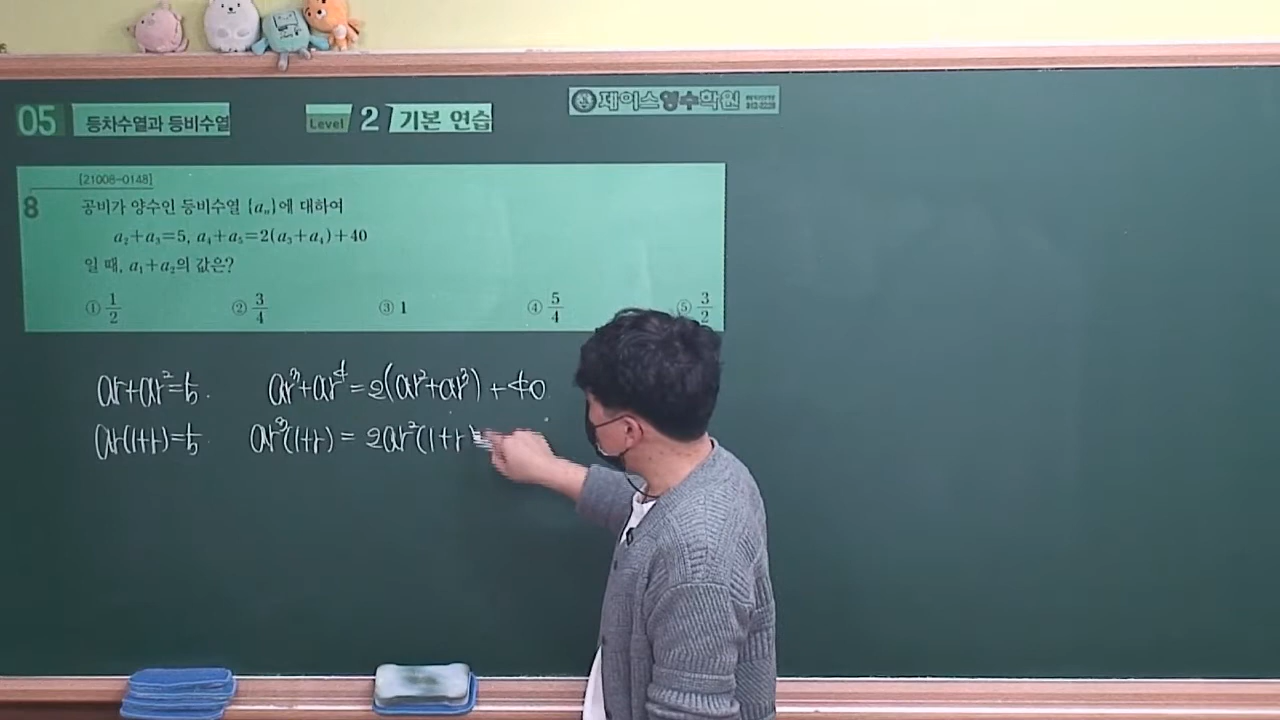 05 등차수열과 등비수열 Level 2 기본 연습 제이스영수학원
[21008-0148]
8 공비가 양수인 등비수열 {aₙ}에 대하여
a₂+a₃=5, a₄+a₅=2(a₃+a₄)+40
일 때, a₁+a₂의 값은?
① 1/2 ② 3/4 ③ 1 ④ 5/4 ⑤ 3/2
ar+ar²=5. ar³+ar⁴=2(ar²+ar³)+40
ar(1+r)=5 ar³(1+r)=2ar²(1+r)